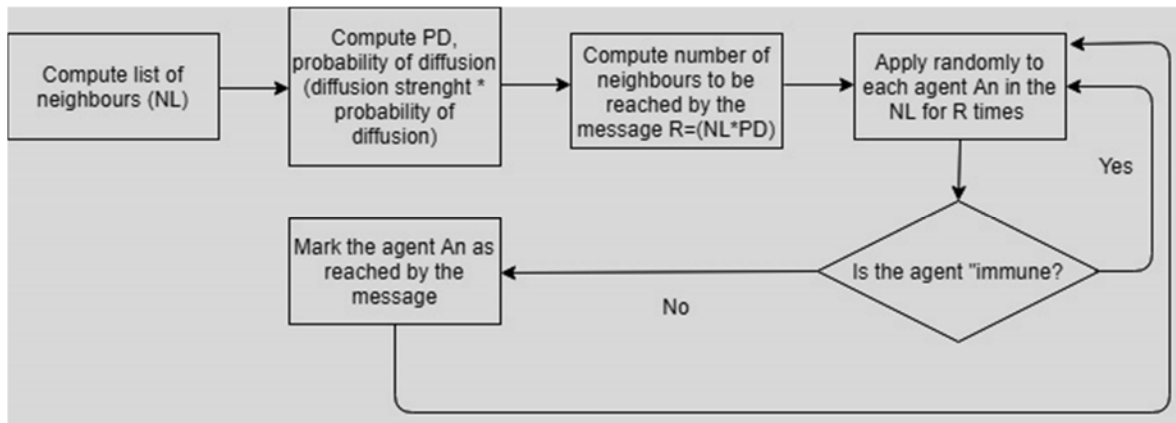 Compute list of
neighbours (NL)
Compute PD,
probability of diffusion
(diffusion strenght *
probability of
diffusion)
Compute number of
neighbours to be
reached by the
message R=(NL*PD)
Apply randomly to
each agent An in the
NL for R times
Yes
Is the agent "immune?
No
Mark the agent An as
reached by the
message